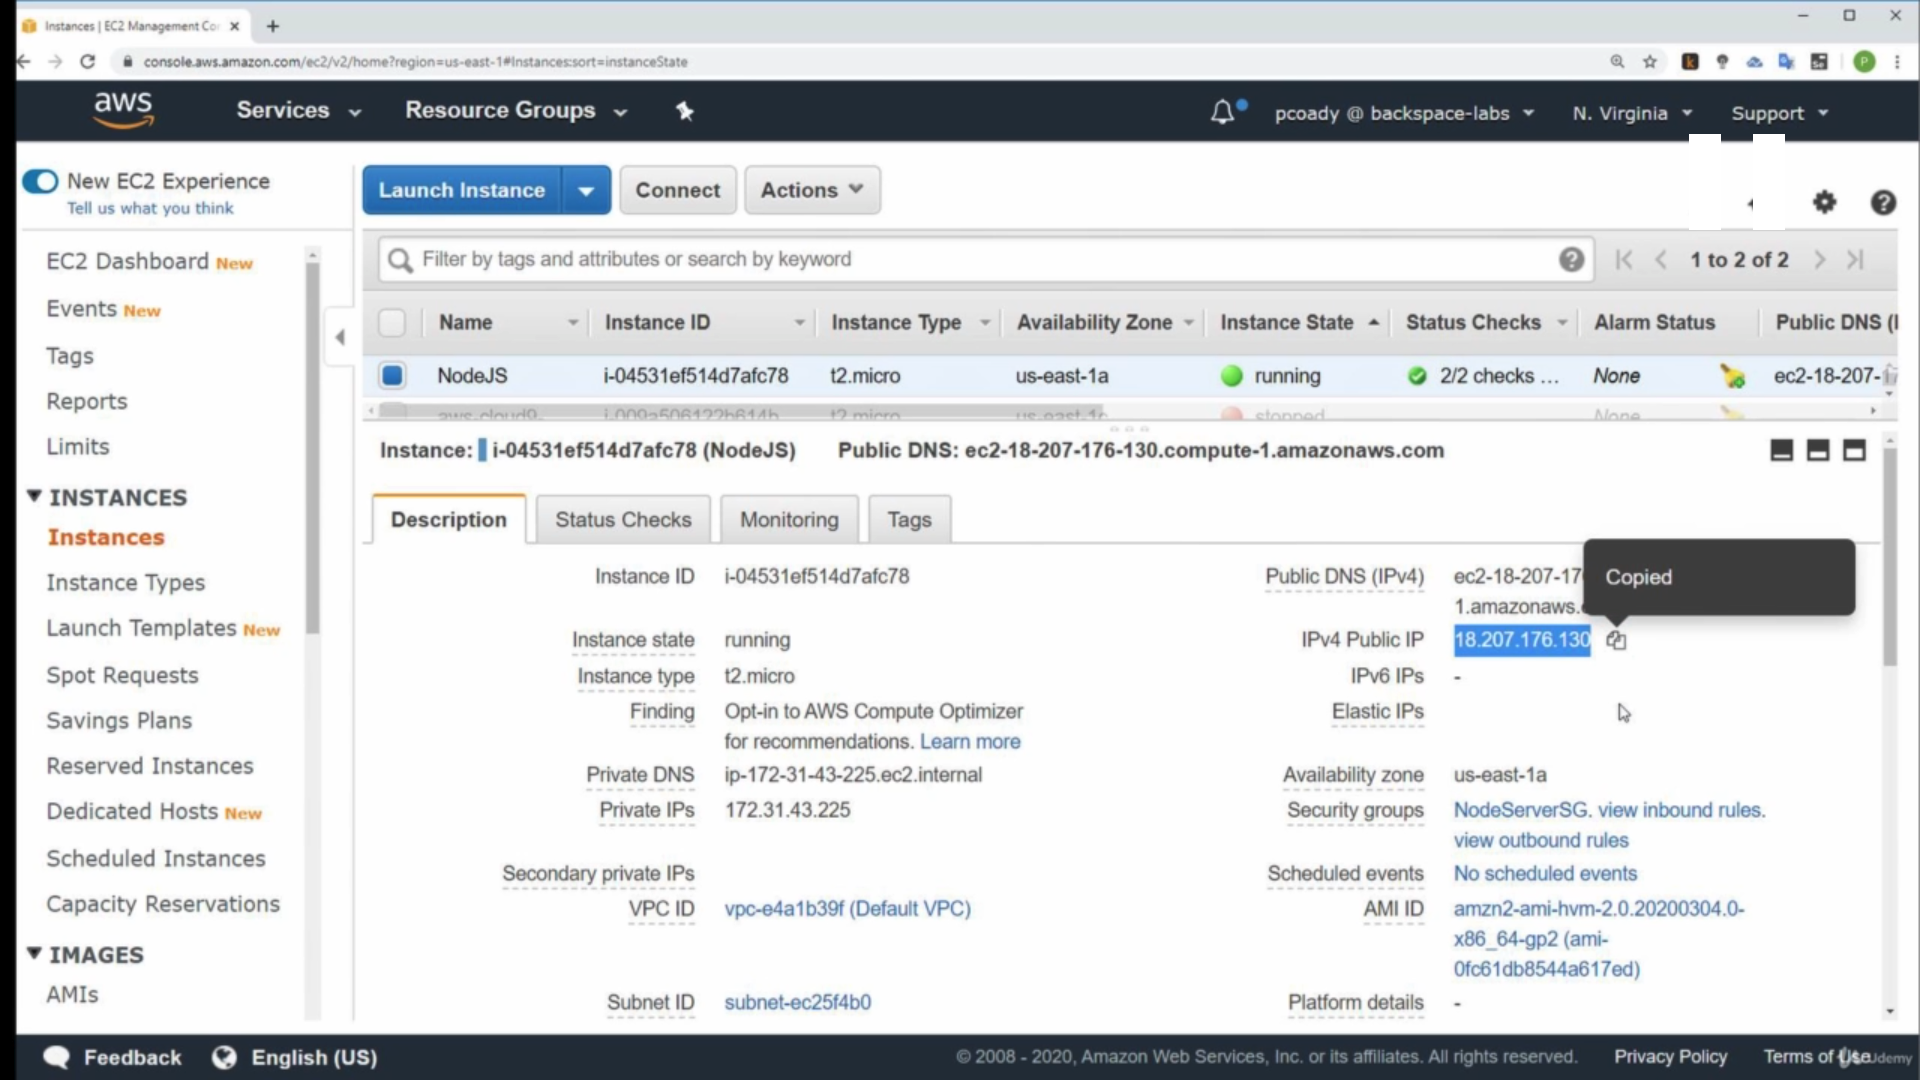 Instances | EC2 Management Co
console.aws.amazon.com/ec2/v2/home?region=us-east-1#Instances:sort=instanceState
P
aws
Services
Resource Groups
pcoady @ backspace-labs
N. Virginia
Support
New EC2 Experience
Tell us what you think
Launch Instance
Connect
Actions
EC2 Dashboard New
Events New
Tags
Reports
Limits
INSTANCES
Instances
Instance Types
Launch Templates New
Spot Requests
Savings Plans
Reserved Instances
Dedicated Hosts New
Scheduled Instances
Capacity Reservations
IMAGES
AMIs
Filter by tags and attributes or search by keyword
1 to 2 of 2
Name Instance ID Instance Type Availability Zone Instance State Status Checks Alarm Status Public DNS (I
NodeJS i-04531ef514d7afc78 t2.micro us-east-1a running 2/2 checks ... None ec2-18-207-
aws-cloud9- i-009a506122b614b t2.micro us-east-1c stopped None
Instance: i-04531ef514d7afc78 (NodeJS) Public DNS: ec2-18-207-176-130.compute-1.amazonaws.com
Description Status Checks Monitoring Tags
Instance ID i-04531ef514d7afc78
Instance state running
Instance type t2.micro
Finding Opt-in to AWS Compute Optimizer
for recommendations. Learn more
Private DNS ip-172-31-43-225.ec2.internal
Private IPs 172.31.43.225
Secondary private IPs
VPC ID vpc-e4a1b39f (Default VPC)
Subnet ID subnet-ec25f4b0
Public DNS (IPv4) ec2-18-207-17
1.amazonaws.
Copied
IPv4 Public IP 18.207.176.130
IPv6 IPs -
Elastic IPs
Availability zone us-east-1a
Security groups NodeServerSG. view inbound rules.
view outbound rules
Scheduled events No scheduled events
AMI ID amzn2-ami-hvm-2.0.20200304.0-
x86_64-gp2 (ami-
0fc61db8544a617ed)
Platform details -
Feedback
English (US)
© 2008 - 2020, Amazon Web Services, Inc. or its affiliates. All rights reserved.
Privacy Policy
Terms of Use
Udemy